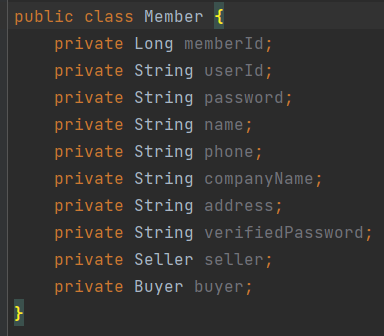 public class Member {
private Long memberId;
private String userId;
private String password;
private String name;
private String phone;
private String companyName;
private String address;
private String verifiedPassword;
private Seller seller;
private Buyer buyer;
}